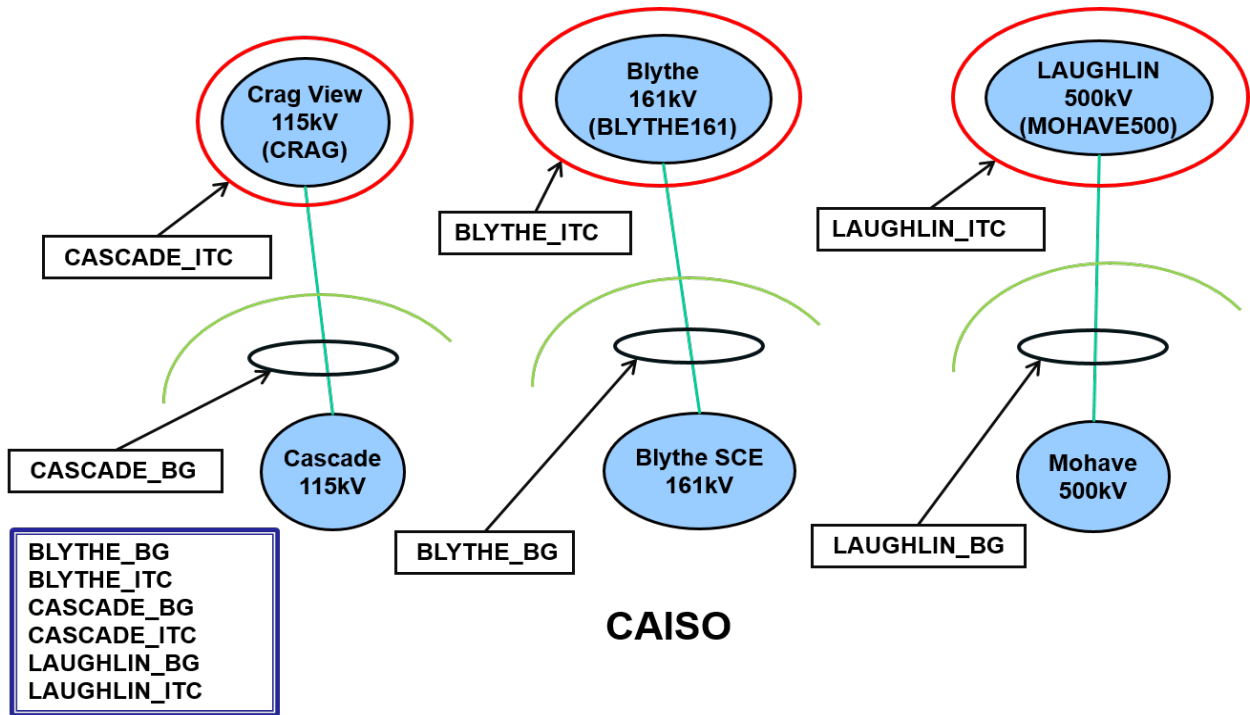 Crag View
115kV
(CRAG)
Blythe
161kV
(BLYTHE161)
LAUGHLIN
500kV
(MOHAVE500)
CASCADE_ITC
BLYTHE_ITC
LAUGHLIN_ITC
Cascade
115kV
Blythe SCE
161kV
Mohave
500kV
CASCADE_BG
BLYTHE_BG
LAUGHLIN_BG
BLYTHE_BG
BLYTHE_ITC
CASCADE_BG
CASCADE_ITC
LAUGHLIN_BG
LAUGHLIN_ITC
CAISO